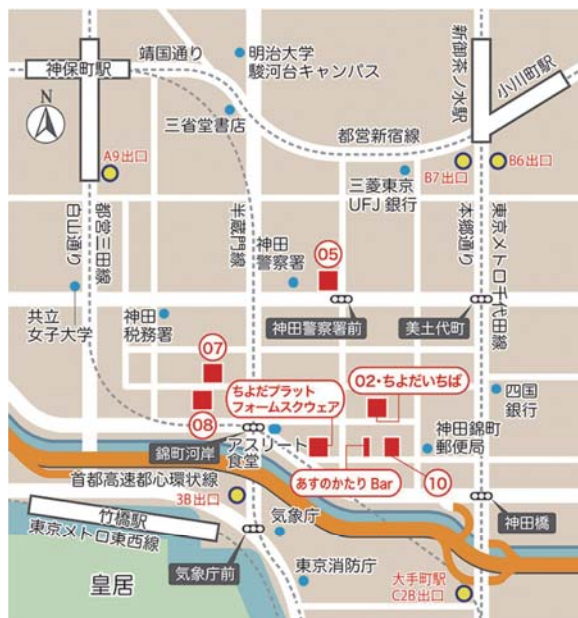 靖国通り
明治大学
駿河台キャンパス
神保町駅
新御茶ノ水駅
小川町駅
N
三省堂書店
都営新宿線
A9出口
B7出口
B6出口
三菱東京
UFJ 銀行
都営三田線
白山通り
半蔵門線
神田
警察署
05
本郷通り
東京メトロ千代田線
共立
女子大学
神田
税務署
神田警察署前
美土代町
07
ちよだプラット
フォームスクウェア
02・ちよだいちば
四国
銀行
08
錦町河岸
アスリート
食堂
神田錦町
郵便局
首都高速都心環状線
あすのかたり Bar
10
3B出口
竹橋駅
東京メトロ東西線
気象庁
神田橋
気象庁前
皇居
東京消防庁
大手町駅
C2B出口